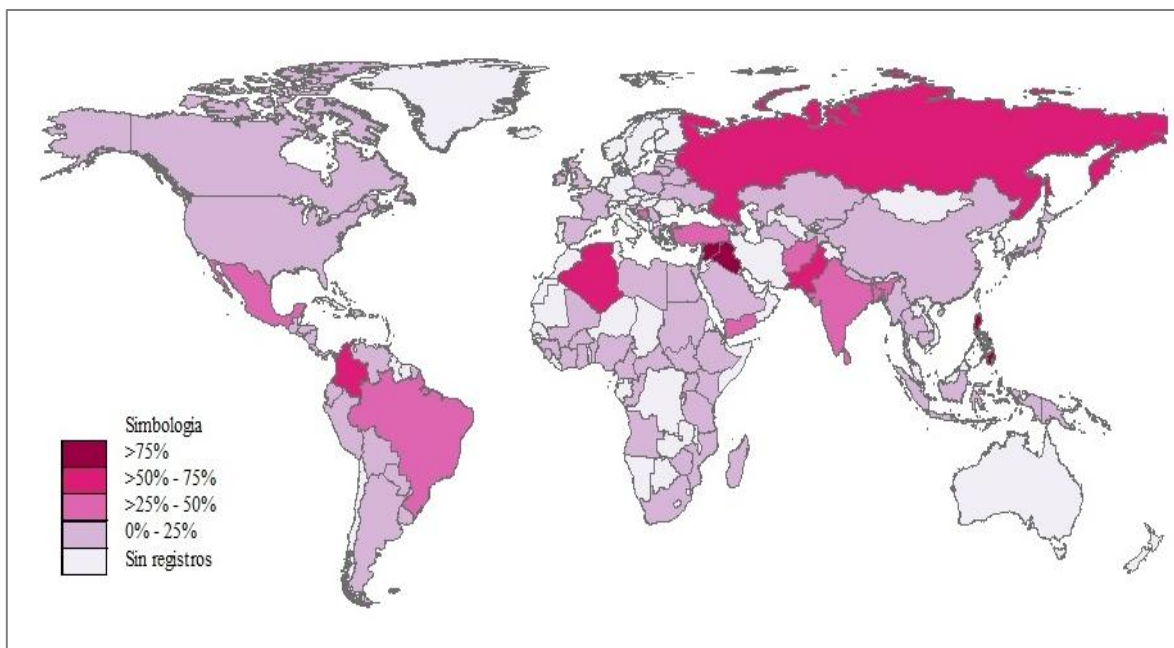 Simbologia
>75%
>50% - 75%
>25% - 50%
0% - 25%
Sin registros